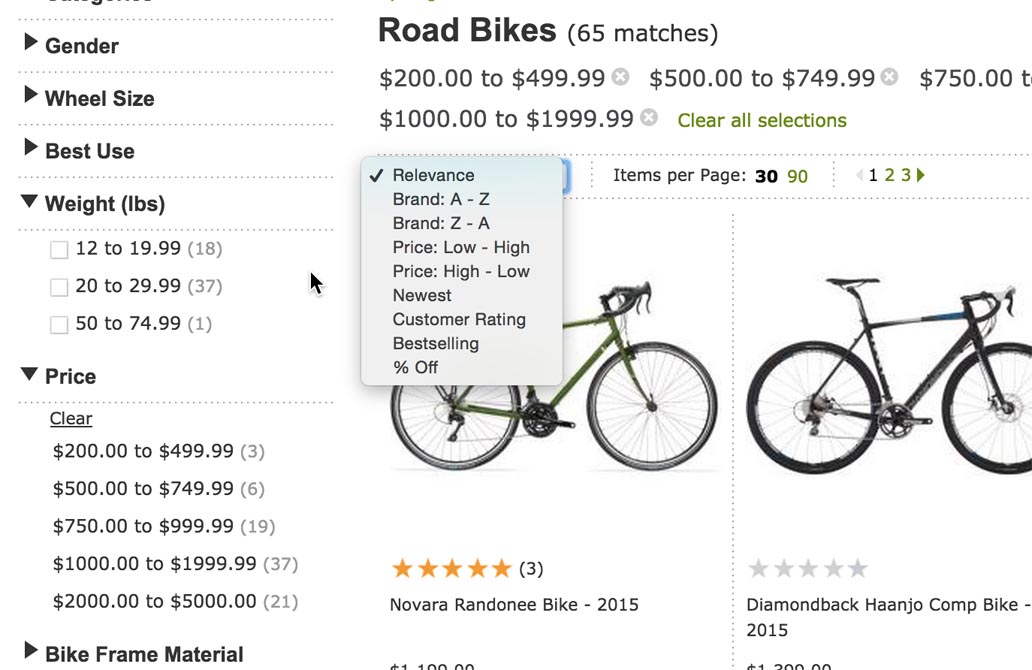 Gender
Wheel Size
Best Use
Weight (lbs)
12 to 19.99 (18)
20 to 29.99 (37)
50 to 74.99 (1)
Price
Clear
$200.00 to $499.99 (3)
$500.00 to $749.99 (6)
$750.00 to $999.99 (19)
$1000.00 to $1999.99 (37)
$2000.00 to $5000.00 (21)
Bike Frame Material
Road Bikes (65 matches)
$200.00 to $499.99 $500.00 to $749.99 $750.00 t
$1000.00 to $1999.99 Clear all selections
✓ Relevance
Brand: A - Z
Brand: Z - A
Price: Low - High
Price: High - Low
Newest
Customer Rating
Bestselling
% Off
Items per Page: 30 90
1 2 3
(3)
Novara Randonee Bike - 2015
$1,199.00
Diamondback Haanjo Comp Bike -
2015
$1,399.00